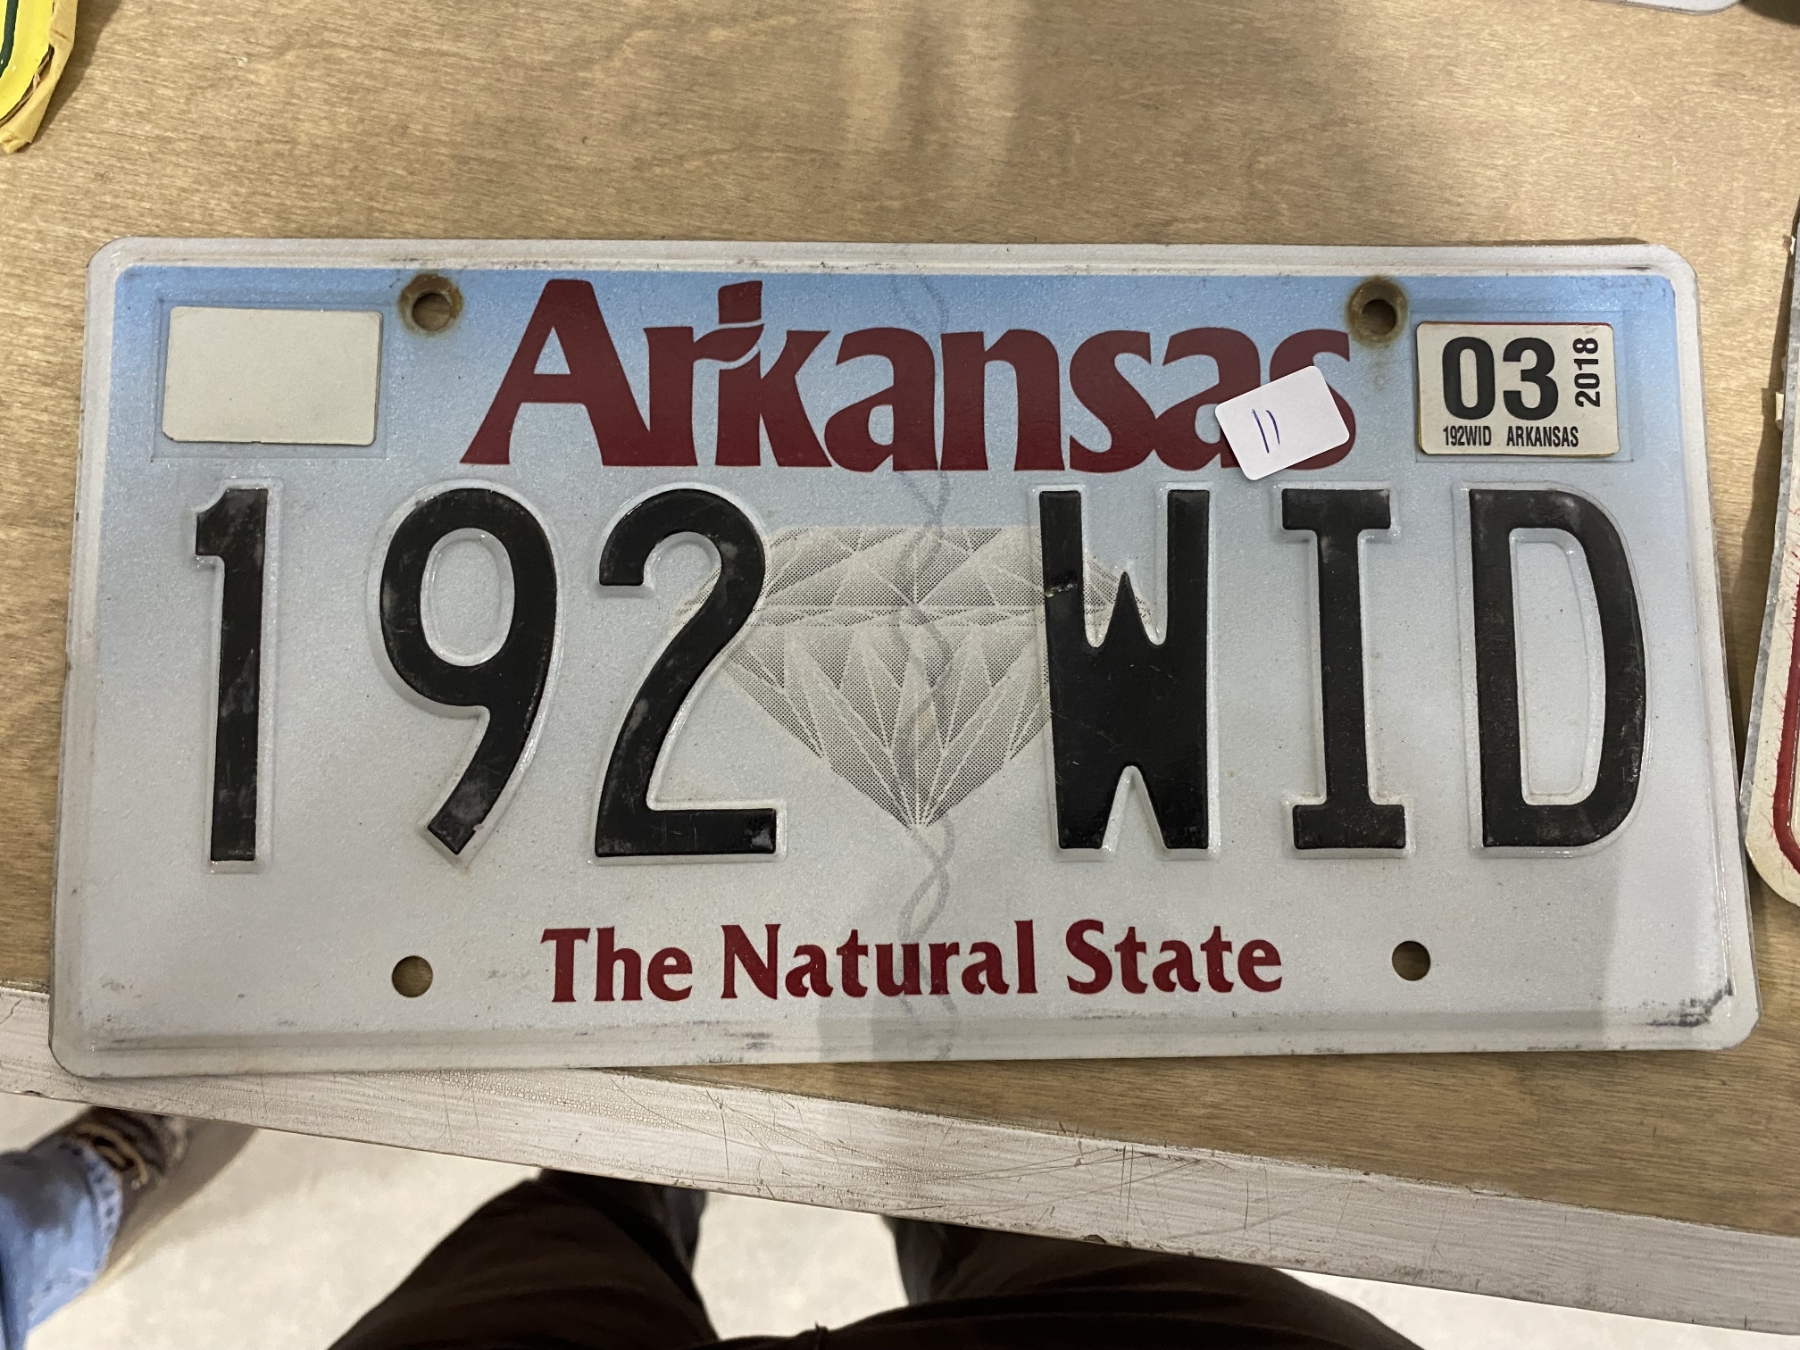 Arkansas
11
03 2018
192WID ARKANSAS
192 WID
The Natural State